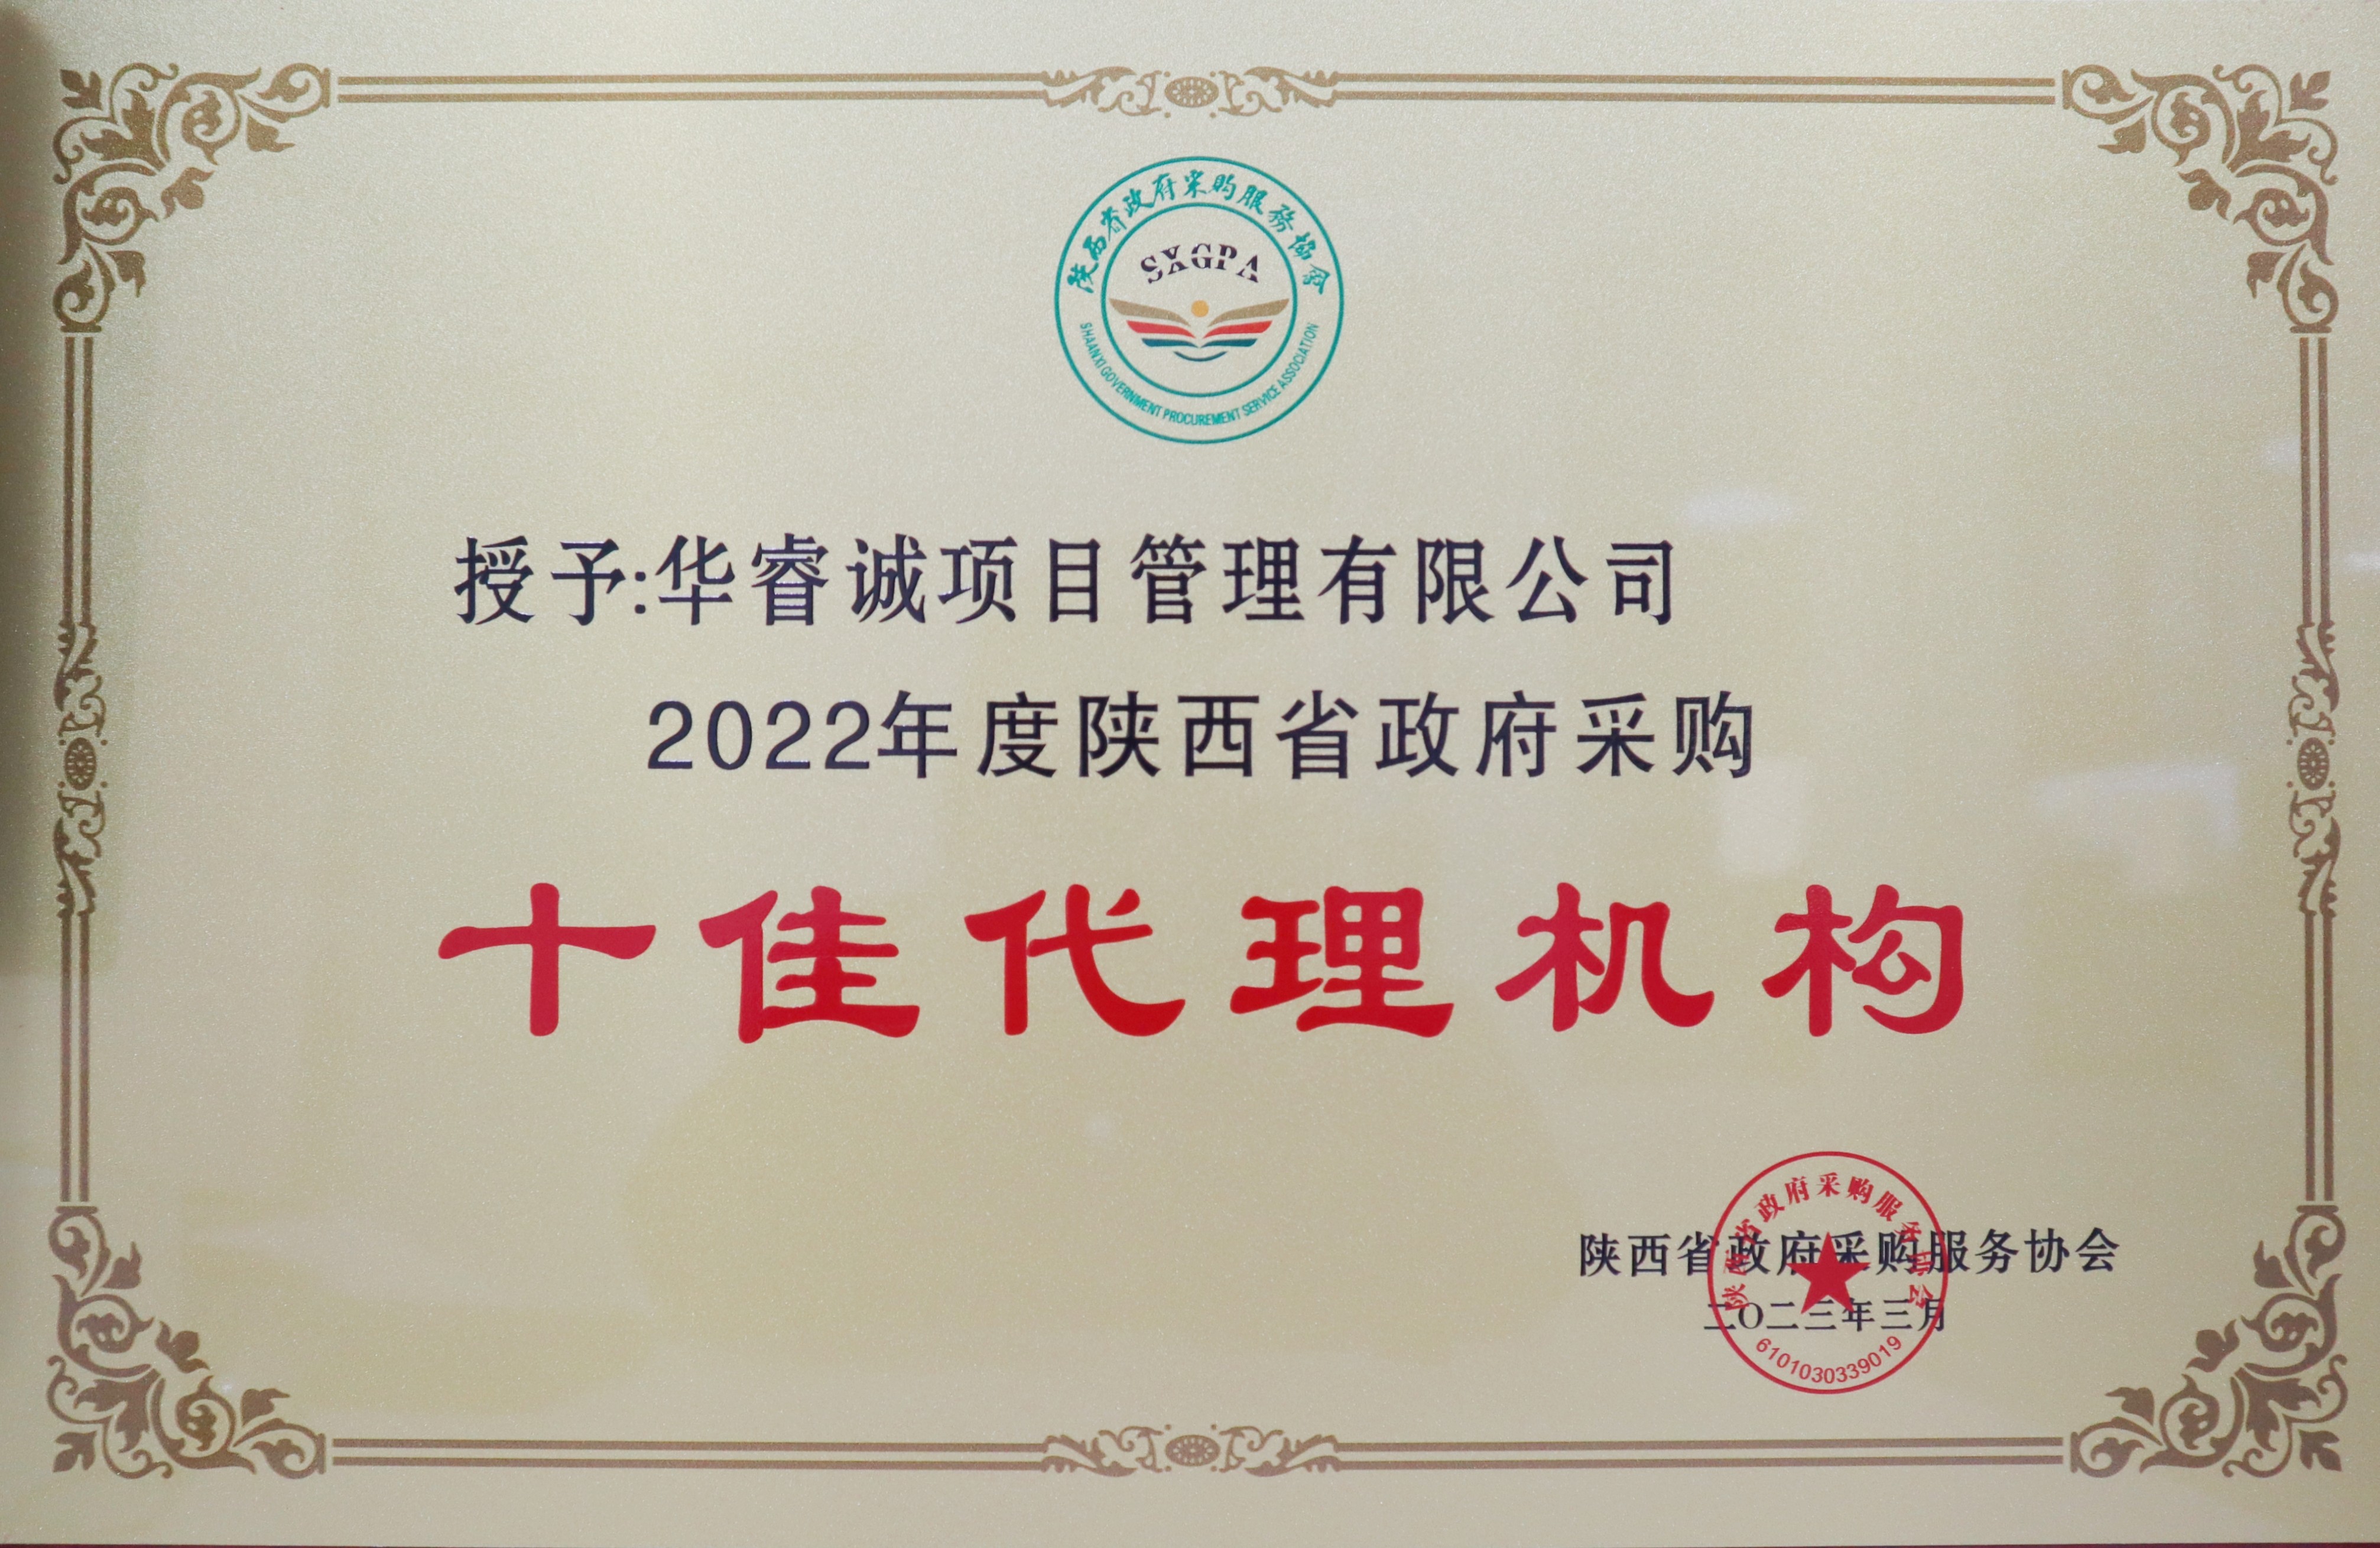 陕西省政府采购服務协会
SXGPA
SHAANXI GOVERNMENT PROCUREMENT SERVICE ASSOCIATION
授予:华睿诚项目管理有限公司
2022年度陕西省政府采购
十佳代理机构
陕西省政府采购服务协会
陕西省政府采购服务协会
二〇二三年三月
6101030339019